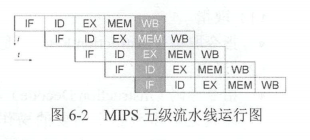 IF ID EX MEM WB
i IF ID EX MEM WB
t IF ID EX MEM WB
IF ID EX MEM WB
IF ID EX MEM WB
图 6-2 MIPS 五级流水线运行图